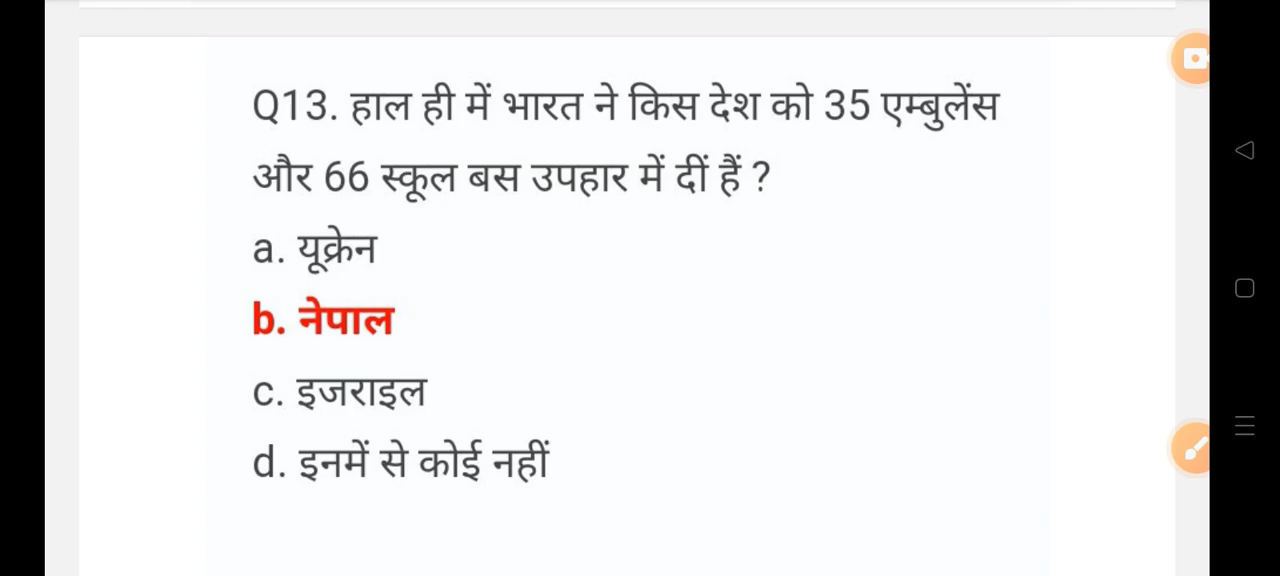 Q13. हाल ही में भारत ने किस देश को 35 एम्बुलेंस
और 66 स्कूल बस उपहार में दीं हैं ?
a. यूक्रेन
b. नेपाल
c. इजराइल
d. इनमें से कोई नहीं